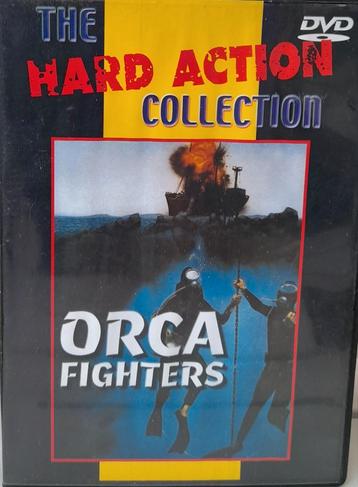 THE
DVD
HARD ACTION
COLLECTION
ORCA
FIGHTERS